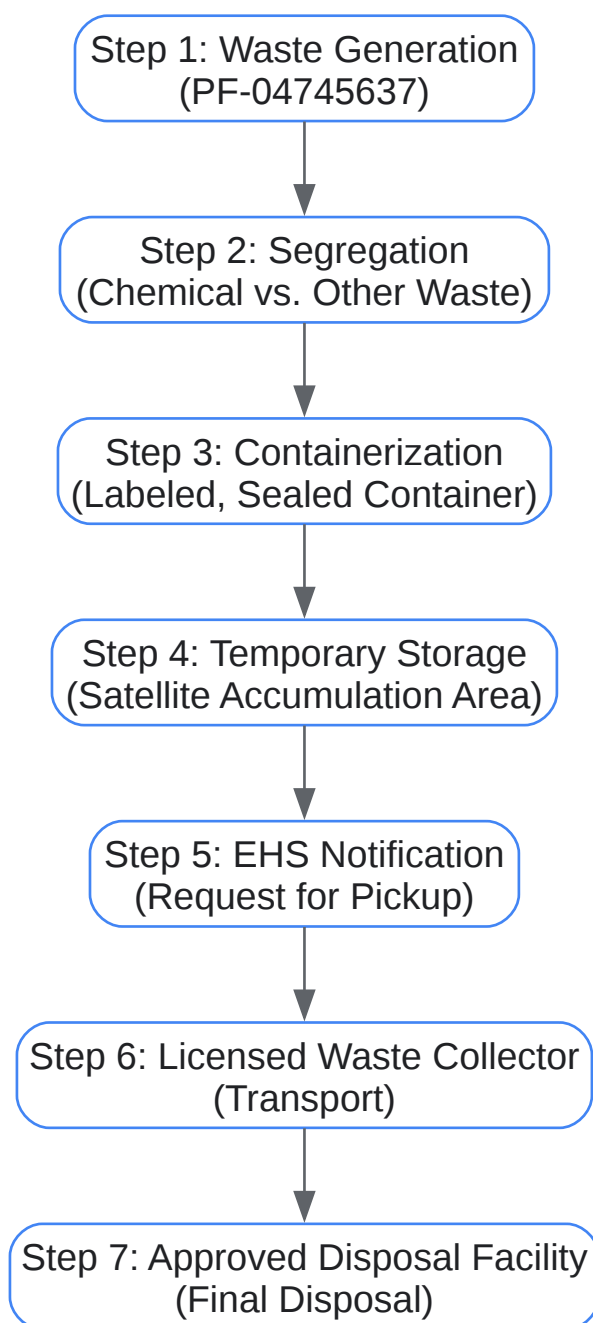 Step 1: Waste Generation
(PF-04745637)
Step 2: Segregation
(Chemical vs. Other Waste)
Step 3: Containerization
(Labeled, Sealed Container)
Step 4: Temporary Storage
(Satellite Accumulation Area)
Step 5: EHS Notification
(Request for Pickup)
Step 6: Licensed Waste Collector
(Transport)
Step 7: Approved Disposal Facility
(Final Disposal)